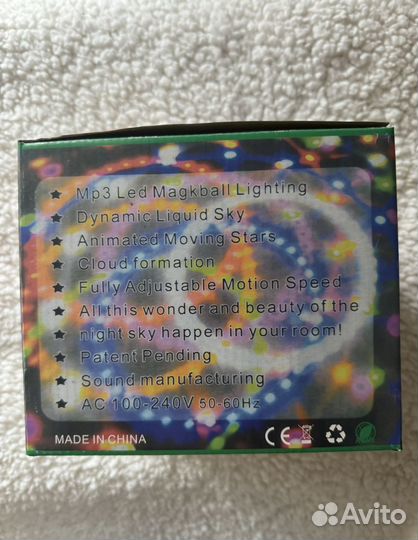 ★ Mp3 Led Magkball Lighting
★ Dynamic Liquid Sky
★ Animated Moving Stars
★ Cloud formation
★ Fully Adjustable Motion Speed
★ All this wonder and beauty of the
★ night sky happen in your room!
★ Patent Pending
★ Sound manufacturing
★ AC 100-240V 50-60Hz
MADE IN CHINA
CE
Avito